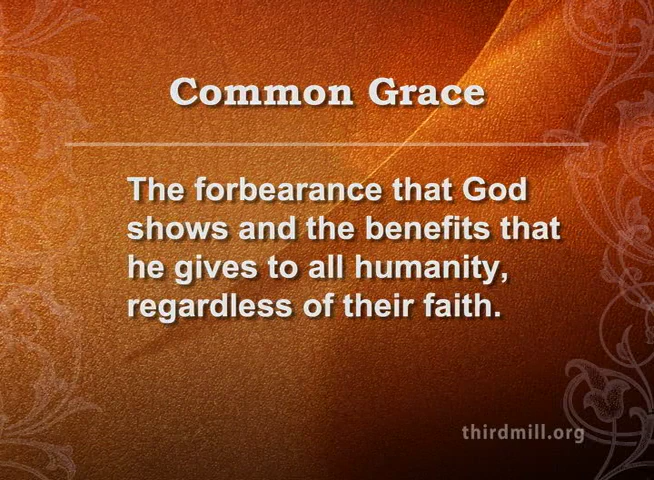 Common Grace
The forbearance that God
shows and the benefits that
he gives to all humanity,
regardless of their faith.
thirdmill.org